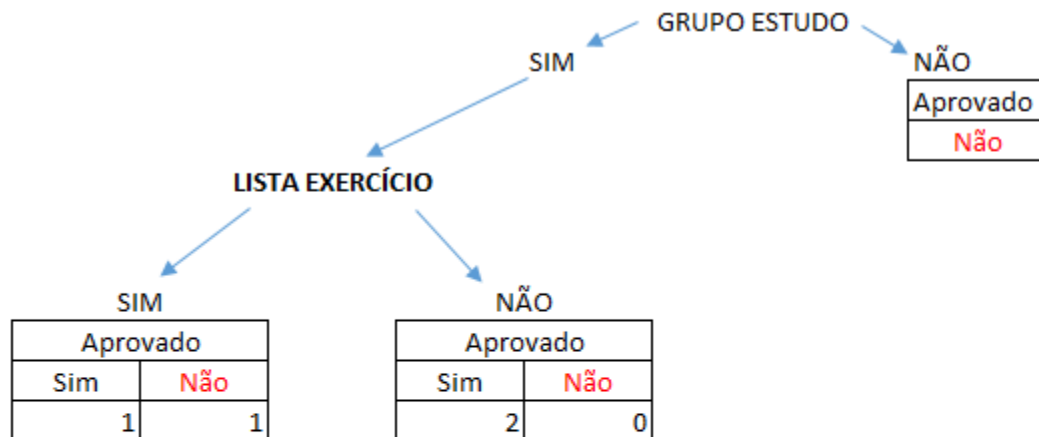 GRUPO ESTUDO
SIM
NÃO
Aprovado
Não
LISTA EXERCÍCIO
SIM
NÃO
Aprovado
Aprovado
Sim Não
Sim Não
1 1
2 0